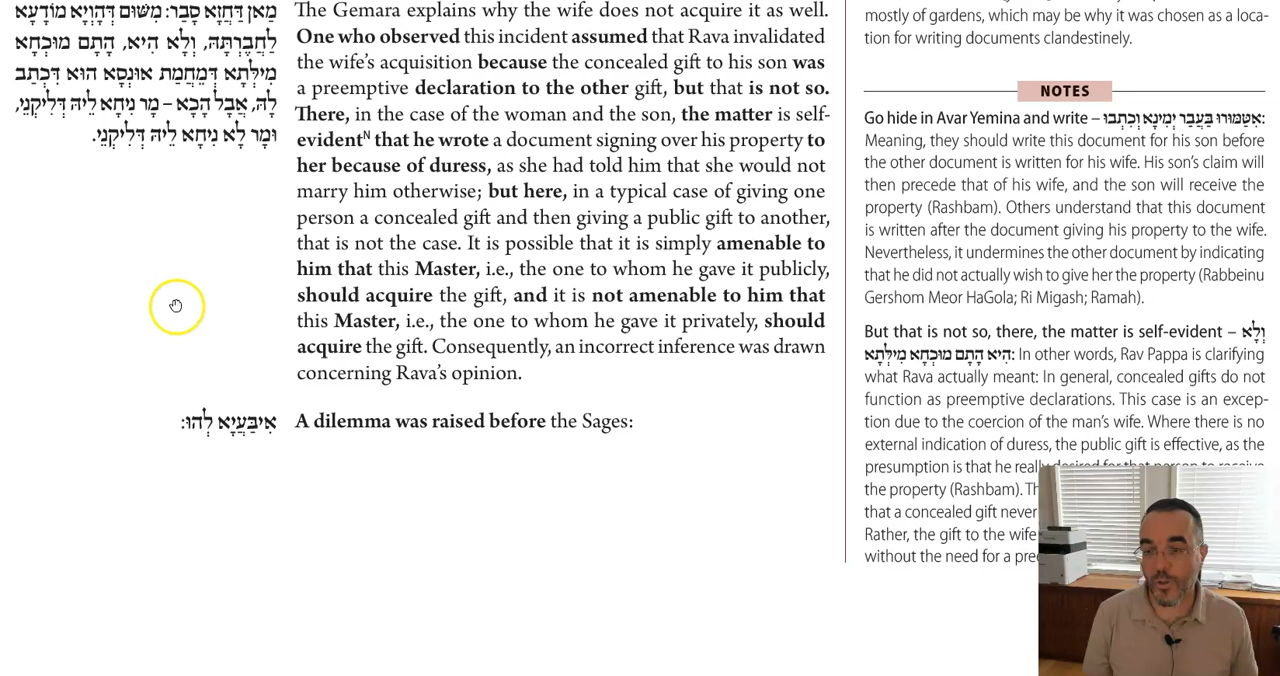 מַאן דַּחֲזָא סָבַר: מִשּׁוּם דְּהָוְיָא מוֹדָעָא
לַחֲבֶרְתָּהּ, וְלָא הִיא, הָתָם מוּכְחָא
מִילְּתָא דְּמֵחֲמַת אוּנְסָא הוּא דִּכְתַב
לַהּ, אֲבָל הָכָא – מָר נִיחָא לֵיהּ דְּלִיקְנֵי,
וּמָר לָא נִיחָא לֵיהּ דְּלִיקְנֵי.
The Gemara explains why the wife does not acquire it as well.
One who observed this incident assumed that Rava invalidated
the wife's acquisition because the concealed gift to his son was
a preemptive declaration to the other gift, but that is not so.
There, in the case of the woman and the son, the matter is self-
evidentᴺ that he wrote a document signing over his property to
her because of duress, as she had told him that she would not
marry him otherwise; but here, in a typical case of giving one
person a concealed gift and then giving a public gift to another,
that is not the case. It is possible that it is simply amenable to
him that this Master, i.e., the one to whom he gave it publicly,
should acquire the gift, and it is not amenable to him that
this Master, i.e., the one to whom he gave it privately, should
acquire the gift. Consequently, an incorrect inference was drawn
concerning Rava's opinion.
אִיבַּעְיָא לְהוּ:
A dilemma was raised before the Sages:
mostly of gardens, which may be why it was chosen as a loca-
tion for writing documents clandestinely.
NOTES
Go hide in Avar Yemina and write – אִטַּמּוּרוּ בַּעֲבַר יְמִינָא וְכִתְבוּ:
Meaning, they should write this document for his son before
the other document is written for his wife. His son's claim will
then precede that of his wife, and the son will receive the
property (Rashbam). Others understand that this document
is written after the document giving his property to the wife.
Nevertheless, it undermines the other document by indicating
that he did not actually wish to give her the property (Rabbeinu
Gershom Meor HaGola; Ri Migash; Ramah).
But that is not so, there, the matter is self-evident – וְלָא
הִיא הָתָם מוּכְחָא מִילְּתָא: In other words, Rav Pappa is clarifying
what Rava actually meant: In general, concealed gifts do not
function as preemptive declarations. This case is an excep-
tion due to the coercion of the man's wife. Where there is no
external indication of duress, the public gift is effective, as the
presumption is that he really desired for that person to receive
the property (Rashbam).
that a concealed gift never
Rather, the gift to the wife
without the need for a